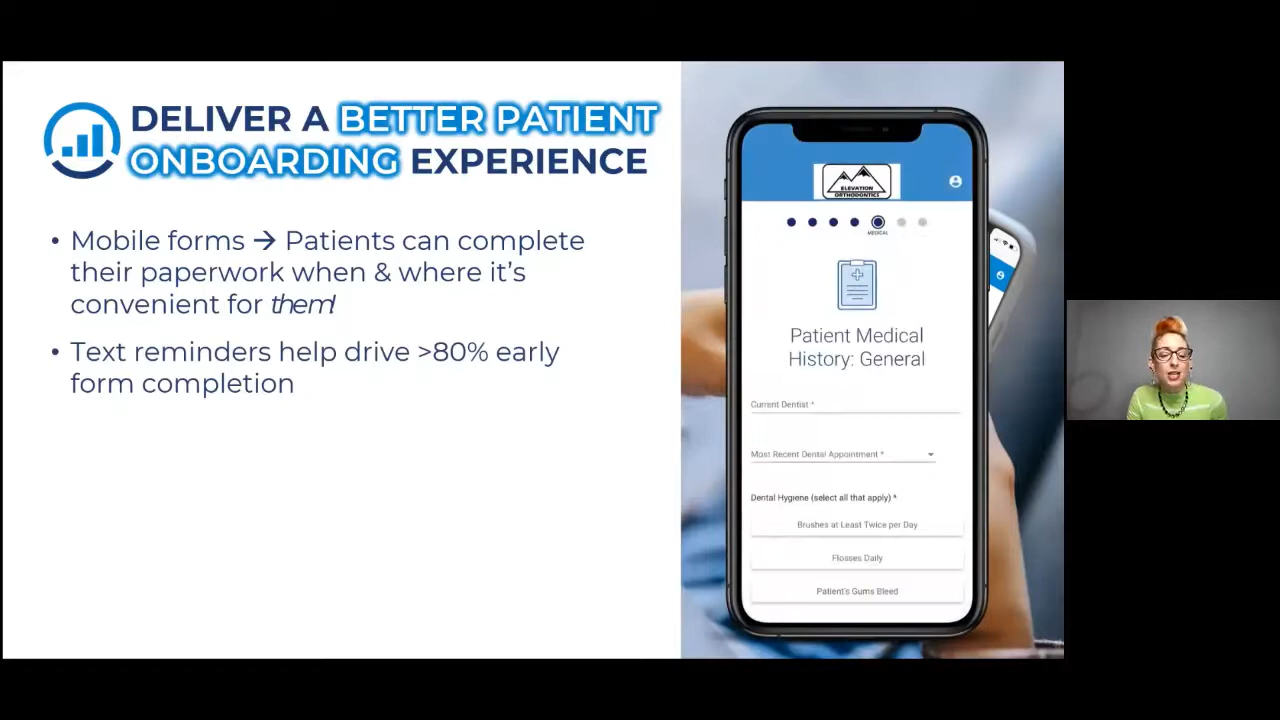 DELIVER A BETTER PATIENT
ONBOARDING EXPERIENCE
• Mobile forms → Patients can complete
their paperwork when & where it's
convenient for them!
• Text reminders help drive >80% early
form completion
ELEVATION
ORTHODONTICS
MEDICAL
Patient Medical
History: General
Current Dentist *
Most Recent Dental Appointment *
Dental Hygiene (select all that apply) *
Brushes at Least Twice per Day
Flosses Daily
Patient's Gums Bleed